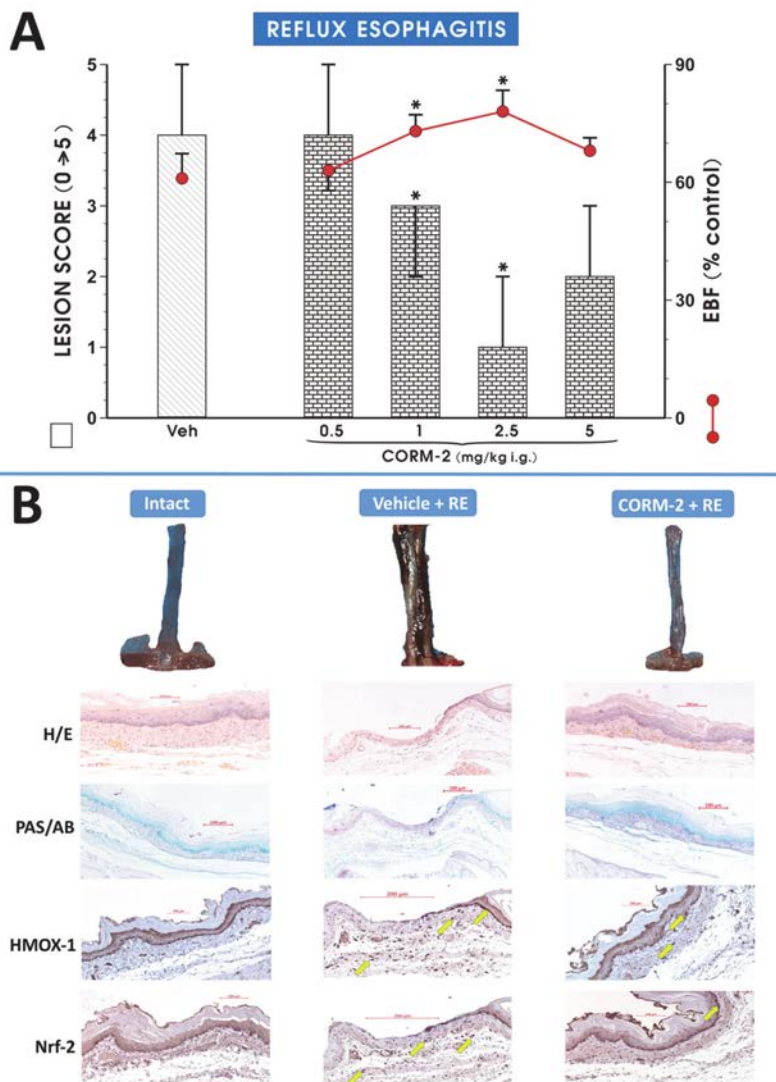 A
REFLUX ESOPHAGITIS
LESION SCORE (0➔5)
5
4
3
2
1
0
EBF (% control)
90
60
30
0
*
*
*
*
Veh
0.5
1
2.5
5
CORM-2 (mg/kg i.g.)
B
Intact
Vehicle + RE
CORM-2 + RE
H/E
PAS/AB
HMOX-1
Nrf-2